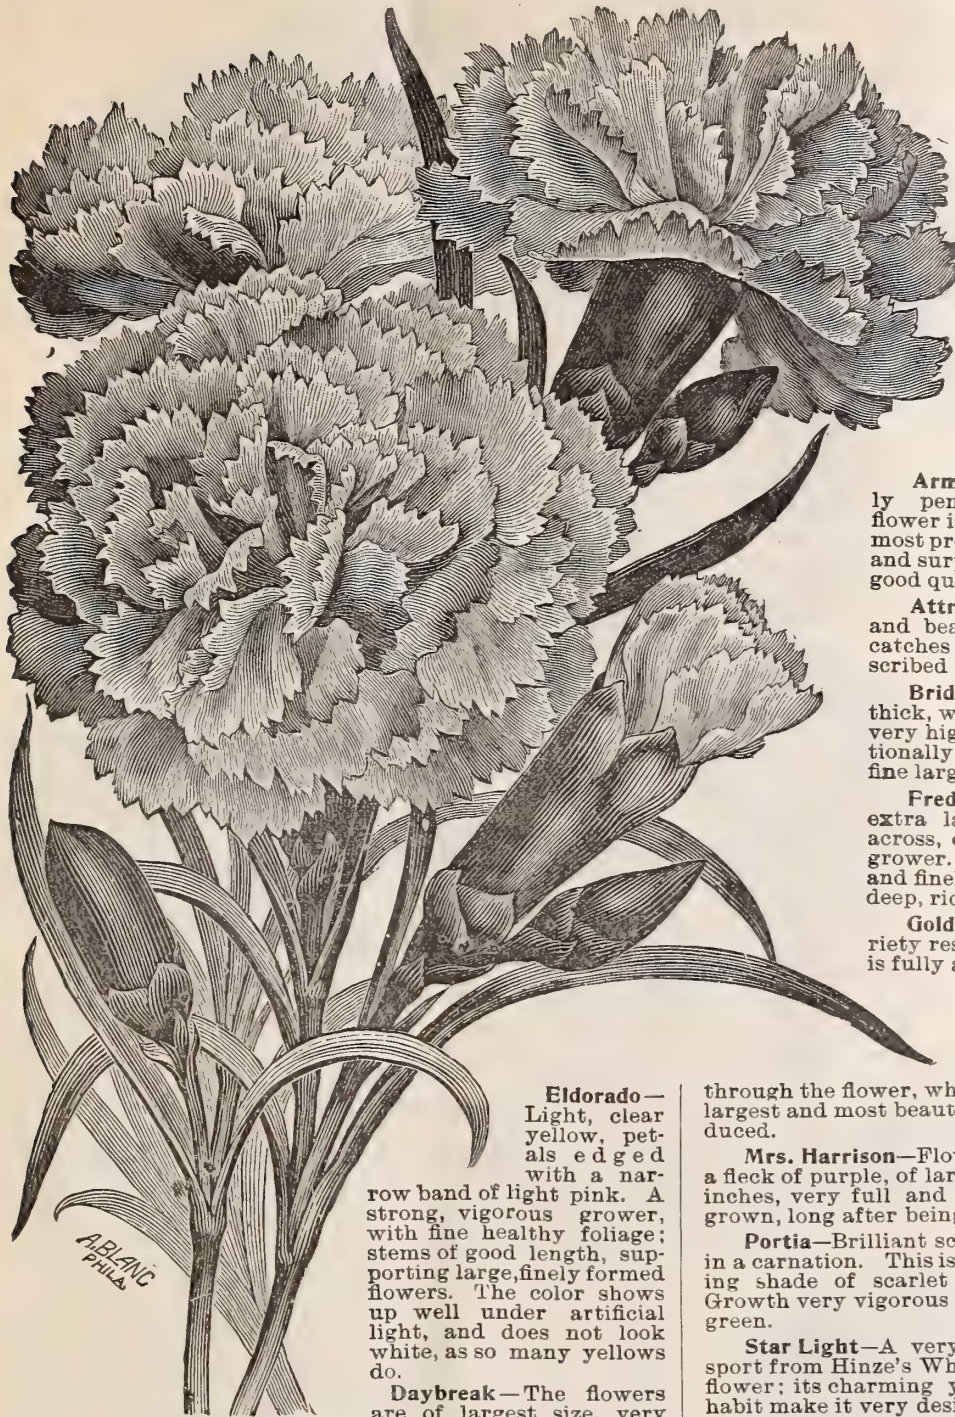 Arm
ly pen
flower i
most pr
and sur
good qu
Attr
and bea
catches
scribed
Brid
thick, w
very hig
tionally
fine larg
Fred
extra la
across,
grower.
and fine
deep, ric
Gold
riety res
is fully a
Eldorado—
Light, clear
yellow, pet-
als edged
with a nar-
row band of light pink. A
strong, vigorous grower,
with fine healthy foliage;
stems of good length, sup-
porting large, finely formed
flowers. The color shows
up well under artificial
light, and does not look
white, as so many yellows
do.
Daybreak—The flowers
are of largest size, very
through the flower, wh
largest and most beaut
duced.
Mrs. Harrison—Flo
a fleck of purple, of lar
inches, very full and
grown, long after being
Portia—Brilliant sc
in a carnation. This is
ing shade of scarlet
Growth very vigorous
green.
Star Light—A very
sport from Hinze's Wh
flower; its charming y
habit make it very desi
A.BLANC
PHILA.